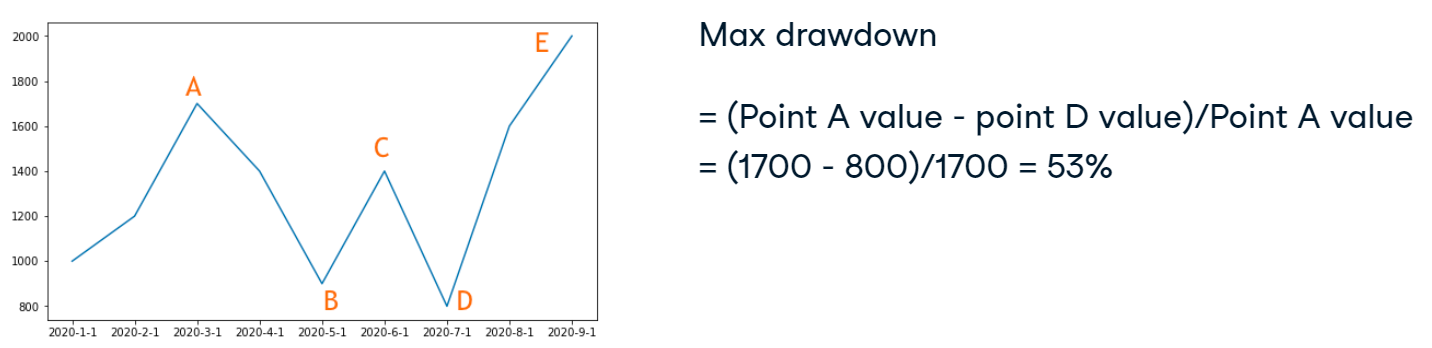 2000
1800
1600
1400
1200
1000
800
A
B
C
D
E
2020-1-1 2020-2-1 2020-3-1 2020-4-1 2020-5-1 2020-6-1 2020-7-1 2020-8-1 2020-9-1
Max drawdown
= (Point A value - point D value)/Point A value
= (1700 - 800)/1700 = 53%